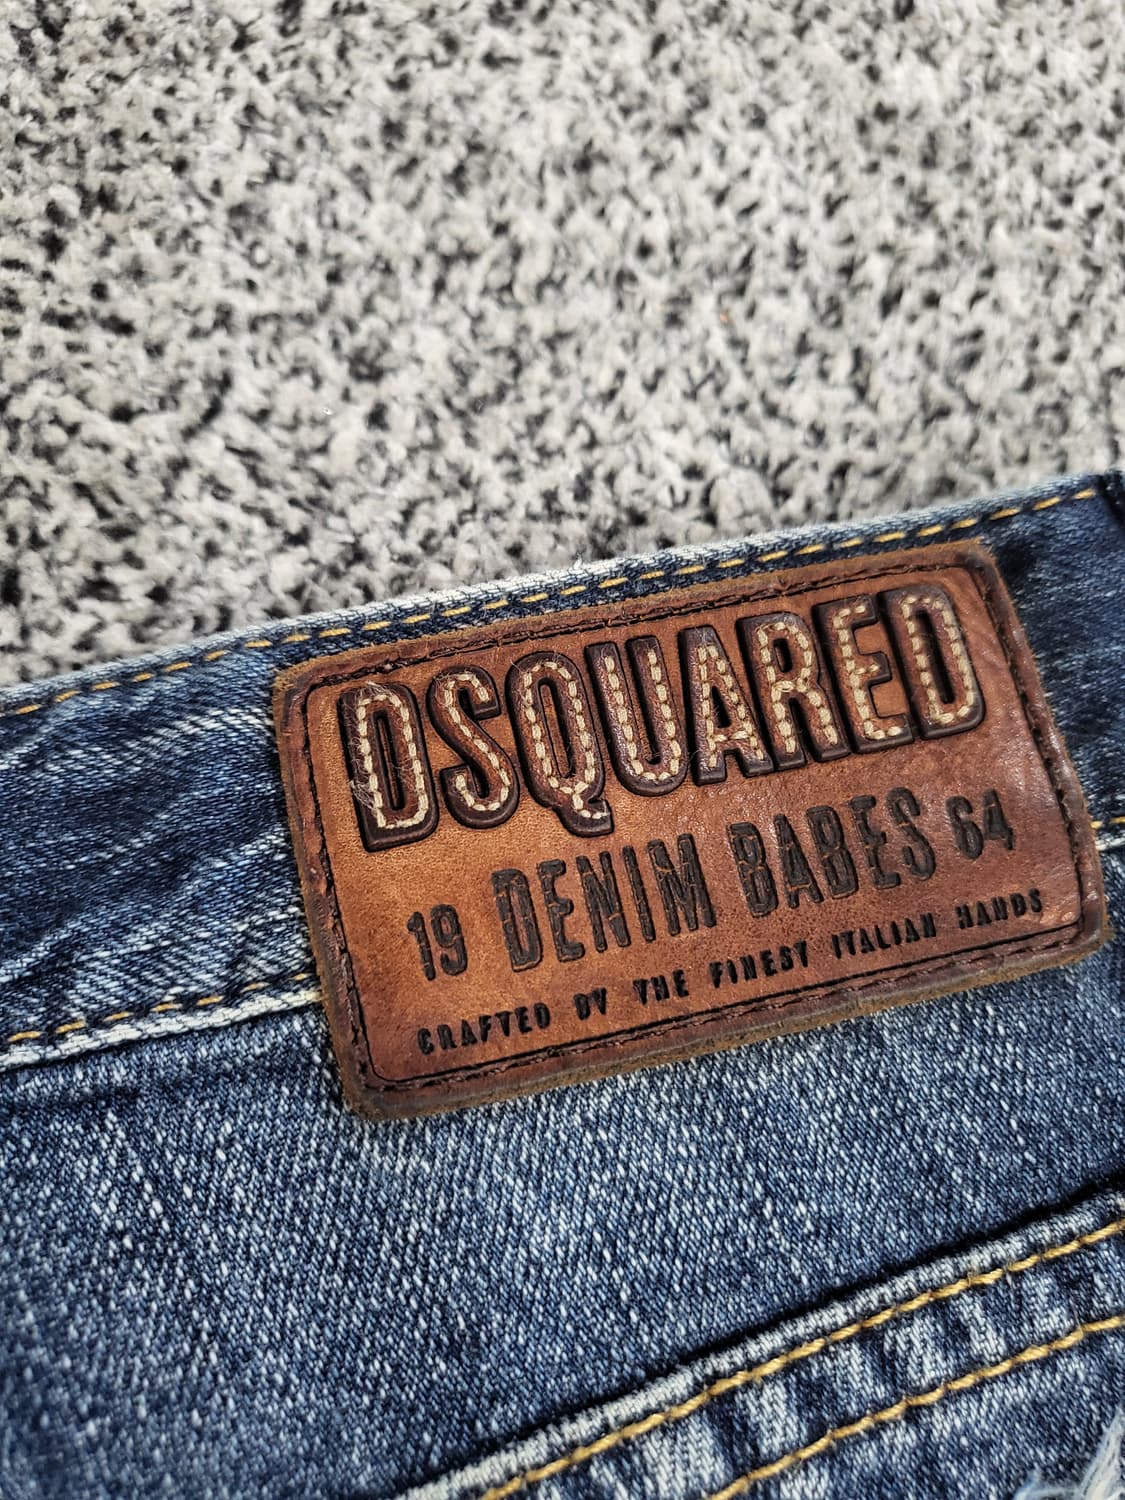 DSQUARED
19 DENIM BABES 64
CRAFTED BY THE FINEST ITALIAN HANDS